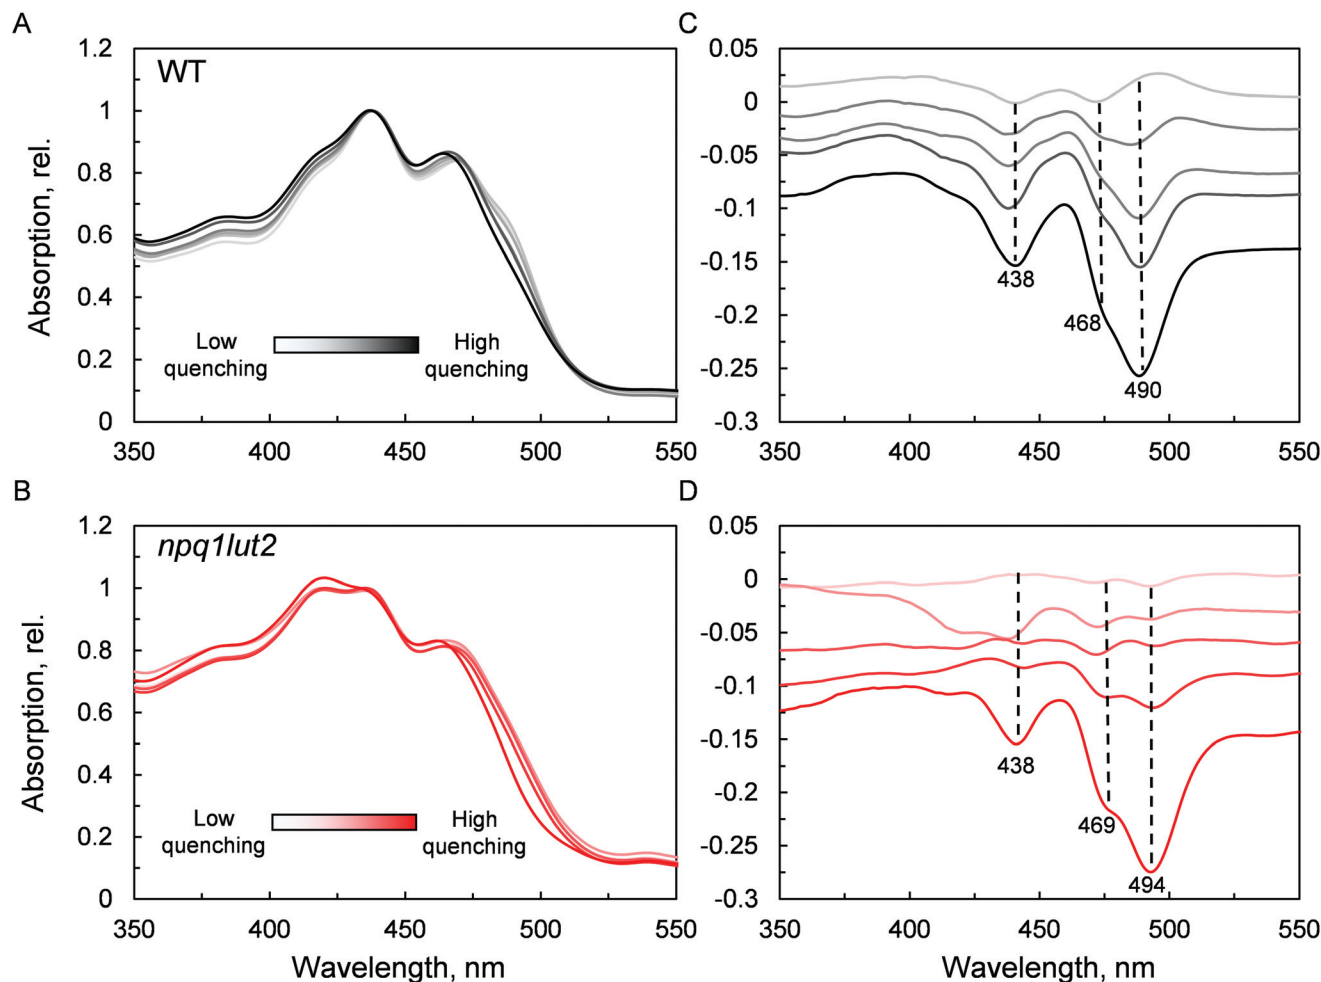 A
WT
1.2
1
0.8
0.6
0.4
0.2
0
Absorption, rel.
Low quenching
High quenching
350 400 450 500 550
C
0.05
0
-0.05
-0.1
-0.15
-0.2
-0.25
-0.3
438
468
490
350 400 450 500 550
B
npq1lut2
1.2
1
0.8
0.6
0.4
0.2
0
Absorption, rel.
Low quenching
High quenching
350 400 450 500 550
Wavelength, nm
D
0.05
0
-0.05
-0.1
-0.15
-0.2
-0.25
-0.3
438
469
494
350 400 450 500 550
Wavelength, nm